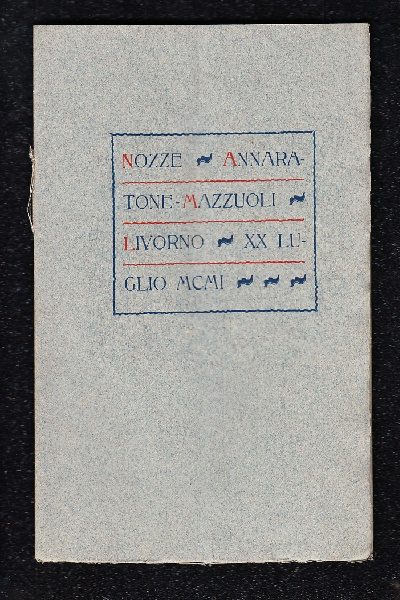 NOZZE ~ ANNARA-
TONE-MAZZUOLI ~
LIVORNO ~ XX LU-
GLIO MCMI ~ ~ ~